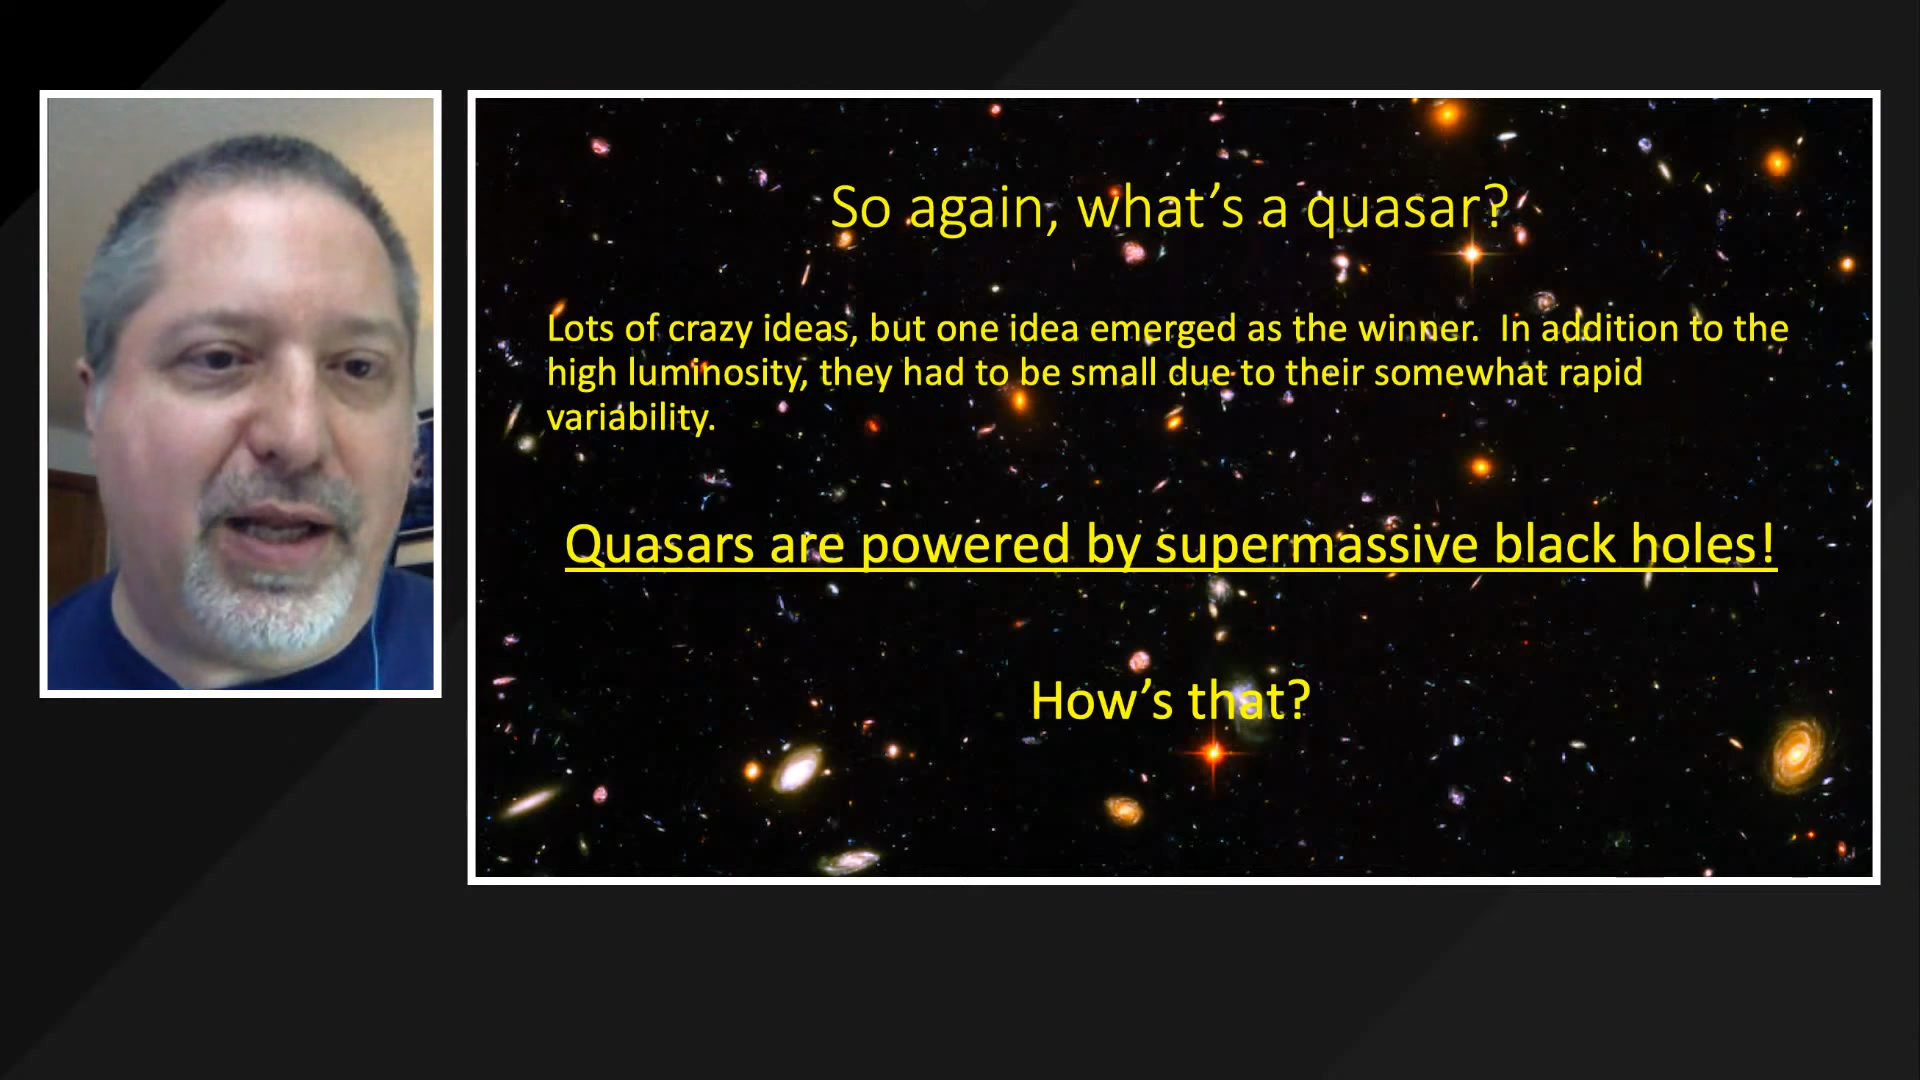 So again, what’s a quasar?
Lots of crazy ideas, but one idea emerged as the winner.  In addition to the
high luminosity, they had to be small due to their somewhat rapid
variability.
Quasars are powered by supermassive black holes!
How’s that?